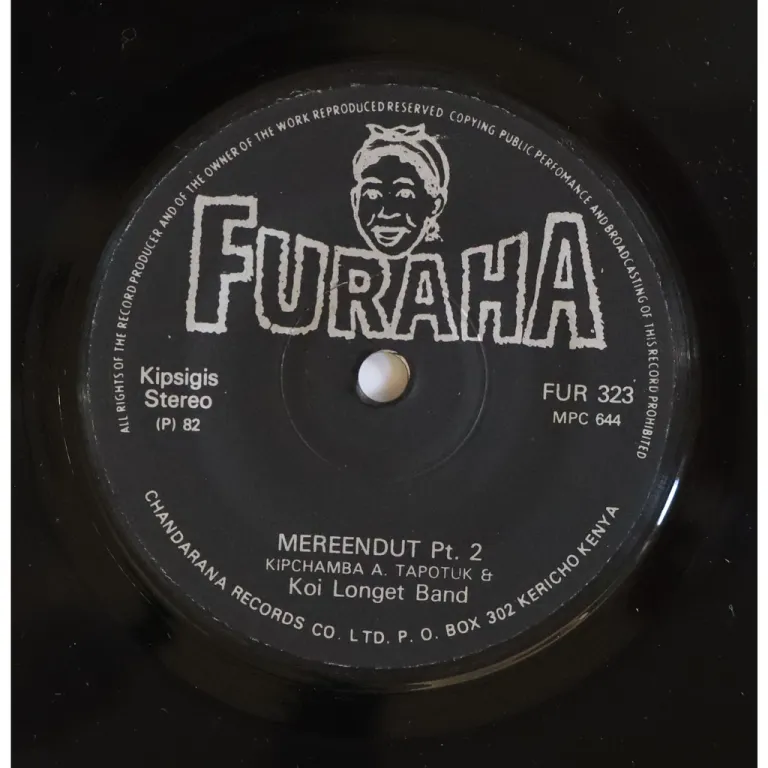 ALL RIGHTS OF THE RECORD PRODUCER AND OF THE OWNER OF THE WORK REPRODUCED RESERVED COPYING PUBLIC PERFOMANCE AND BROADCASTING OF THIS RECORD PROHIBITED
FURAHA
Kipsigis
Stereo
(P) 82
FUR 323
MPC 644
MEREENDUT Pt. 2
KIPCHAMBA A. TAPOTUK &
Koi Longet Band
CHANDARANA RECORDS CO. LTD. P. O. BOX 302 KERICHO KENYA